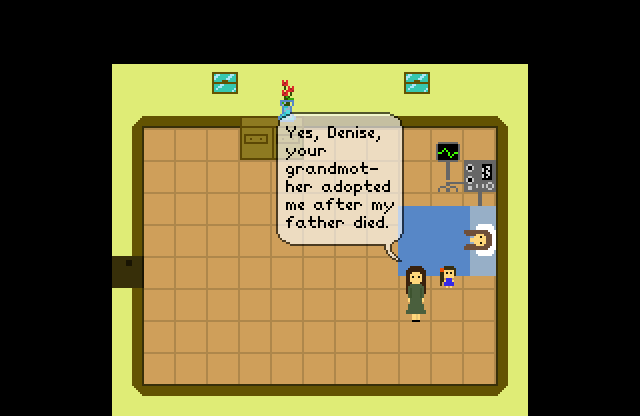 Yes, Denise,
your
grandmot-
her adopted
me after my
father died.